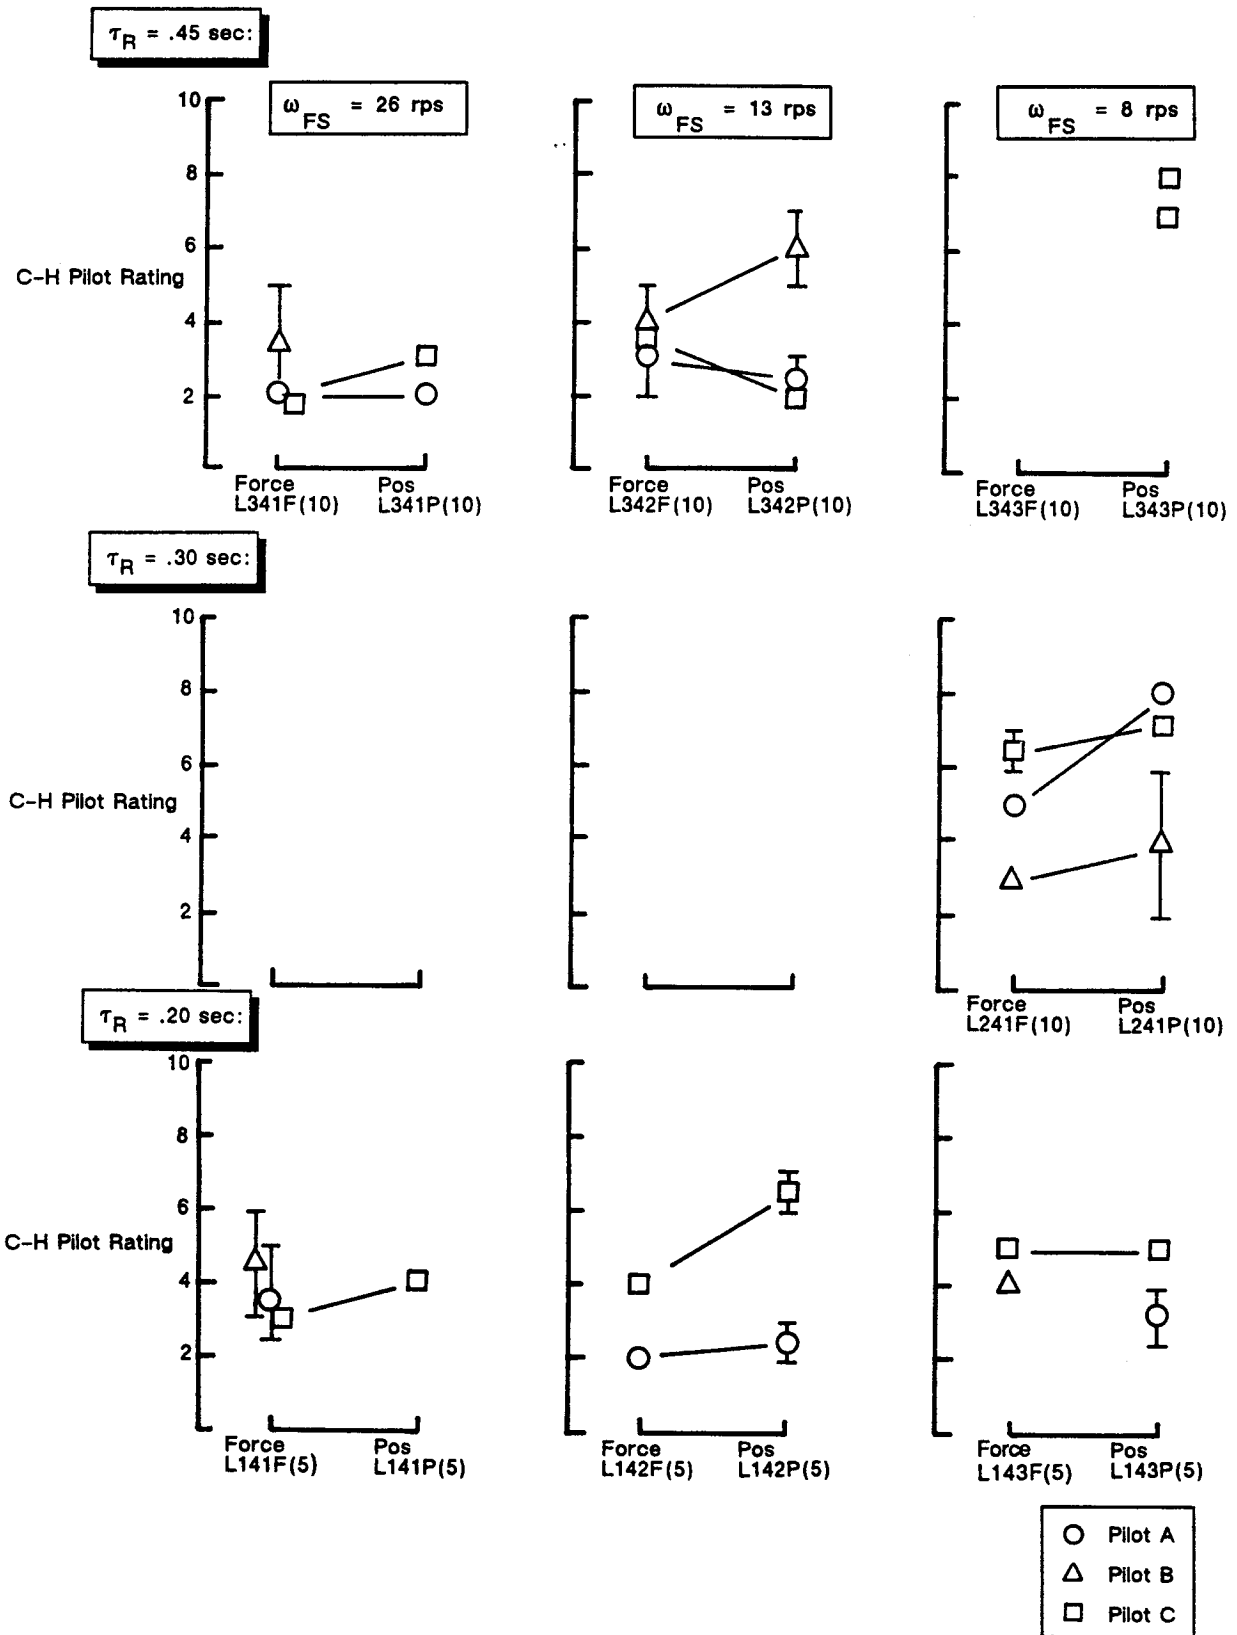 τR = .45 sec:
ωFS = 26 rps
ωFS = 13 rps
ωFS = 8 rps
10
8
6
C-H Pilot Rating
4
2
Force
L341F(10)
Pos
L341P(10)
Force
L342F(10)
Pos
L342P(10)
Force
L343F(10)
Pos
L343P(10)
τR = .30 sec:
10
8
6
C-H Pilot Rating
4
2
Force
L241F(10)
Pos
L241P(10)
τR = .20 sec:
10
8
6
C-H Pilot Rating
4
2
Force
L141F(5)
Pos
L141P(5)
Force
L142F(5)
Pos
L142P(5)
Force
L143F(5)
Pos
L143P(5)
Pilot A
Pilot B
Pilot C